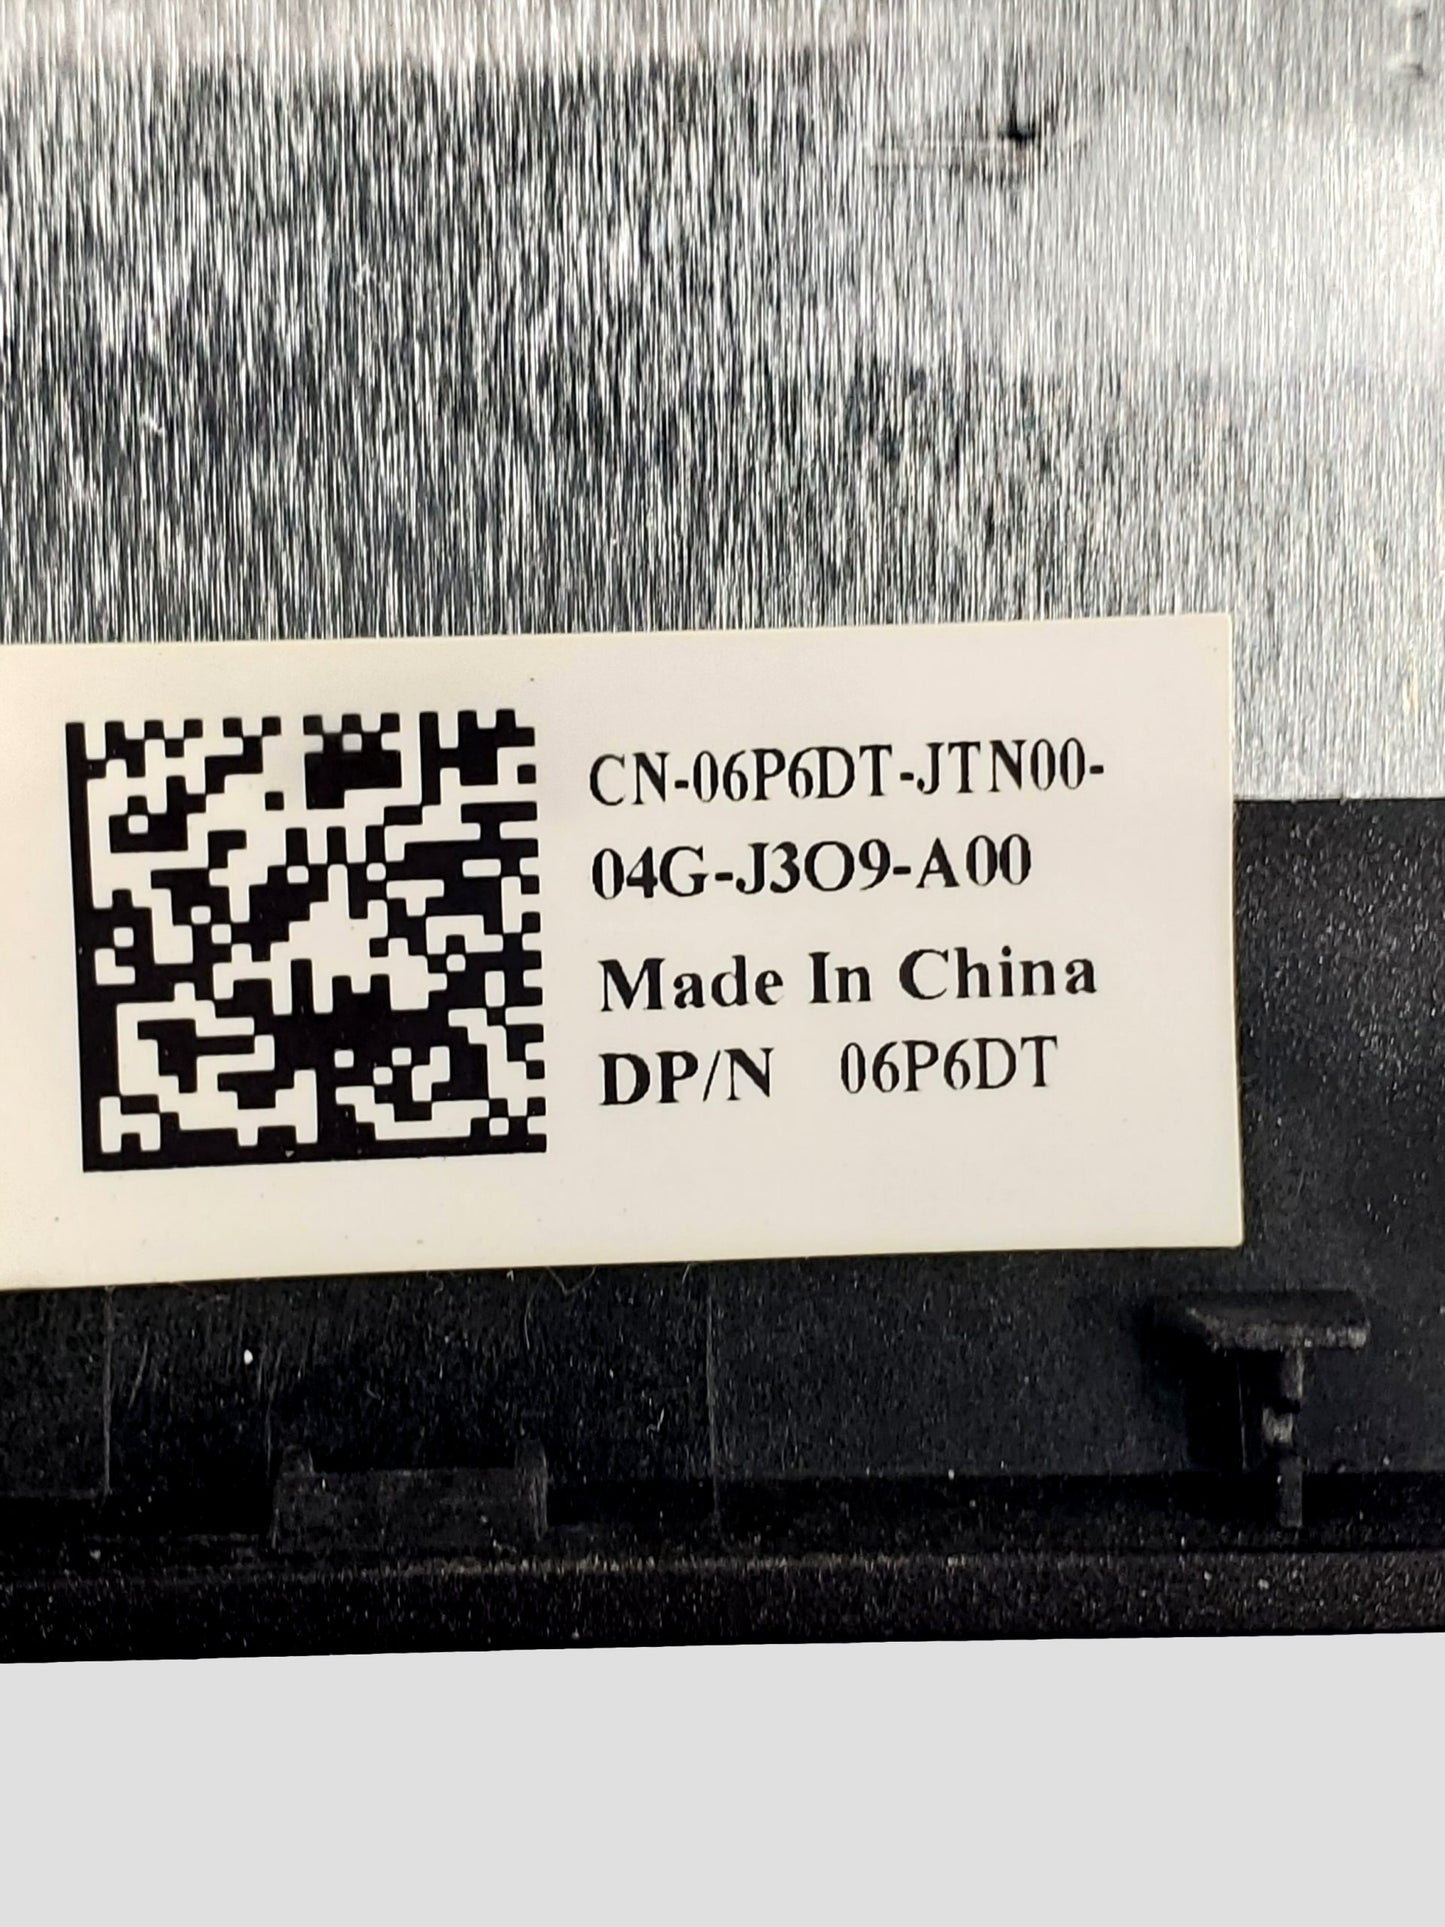 CN-06P6DT-JTN00-
04G-J3O9-A00
Made In China
DP/N 06P6DT